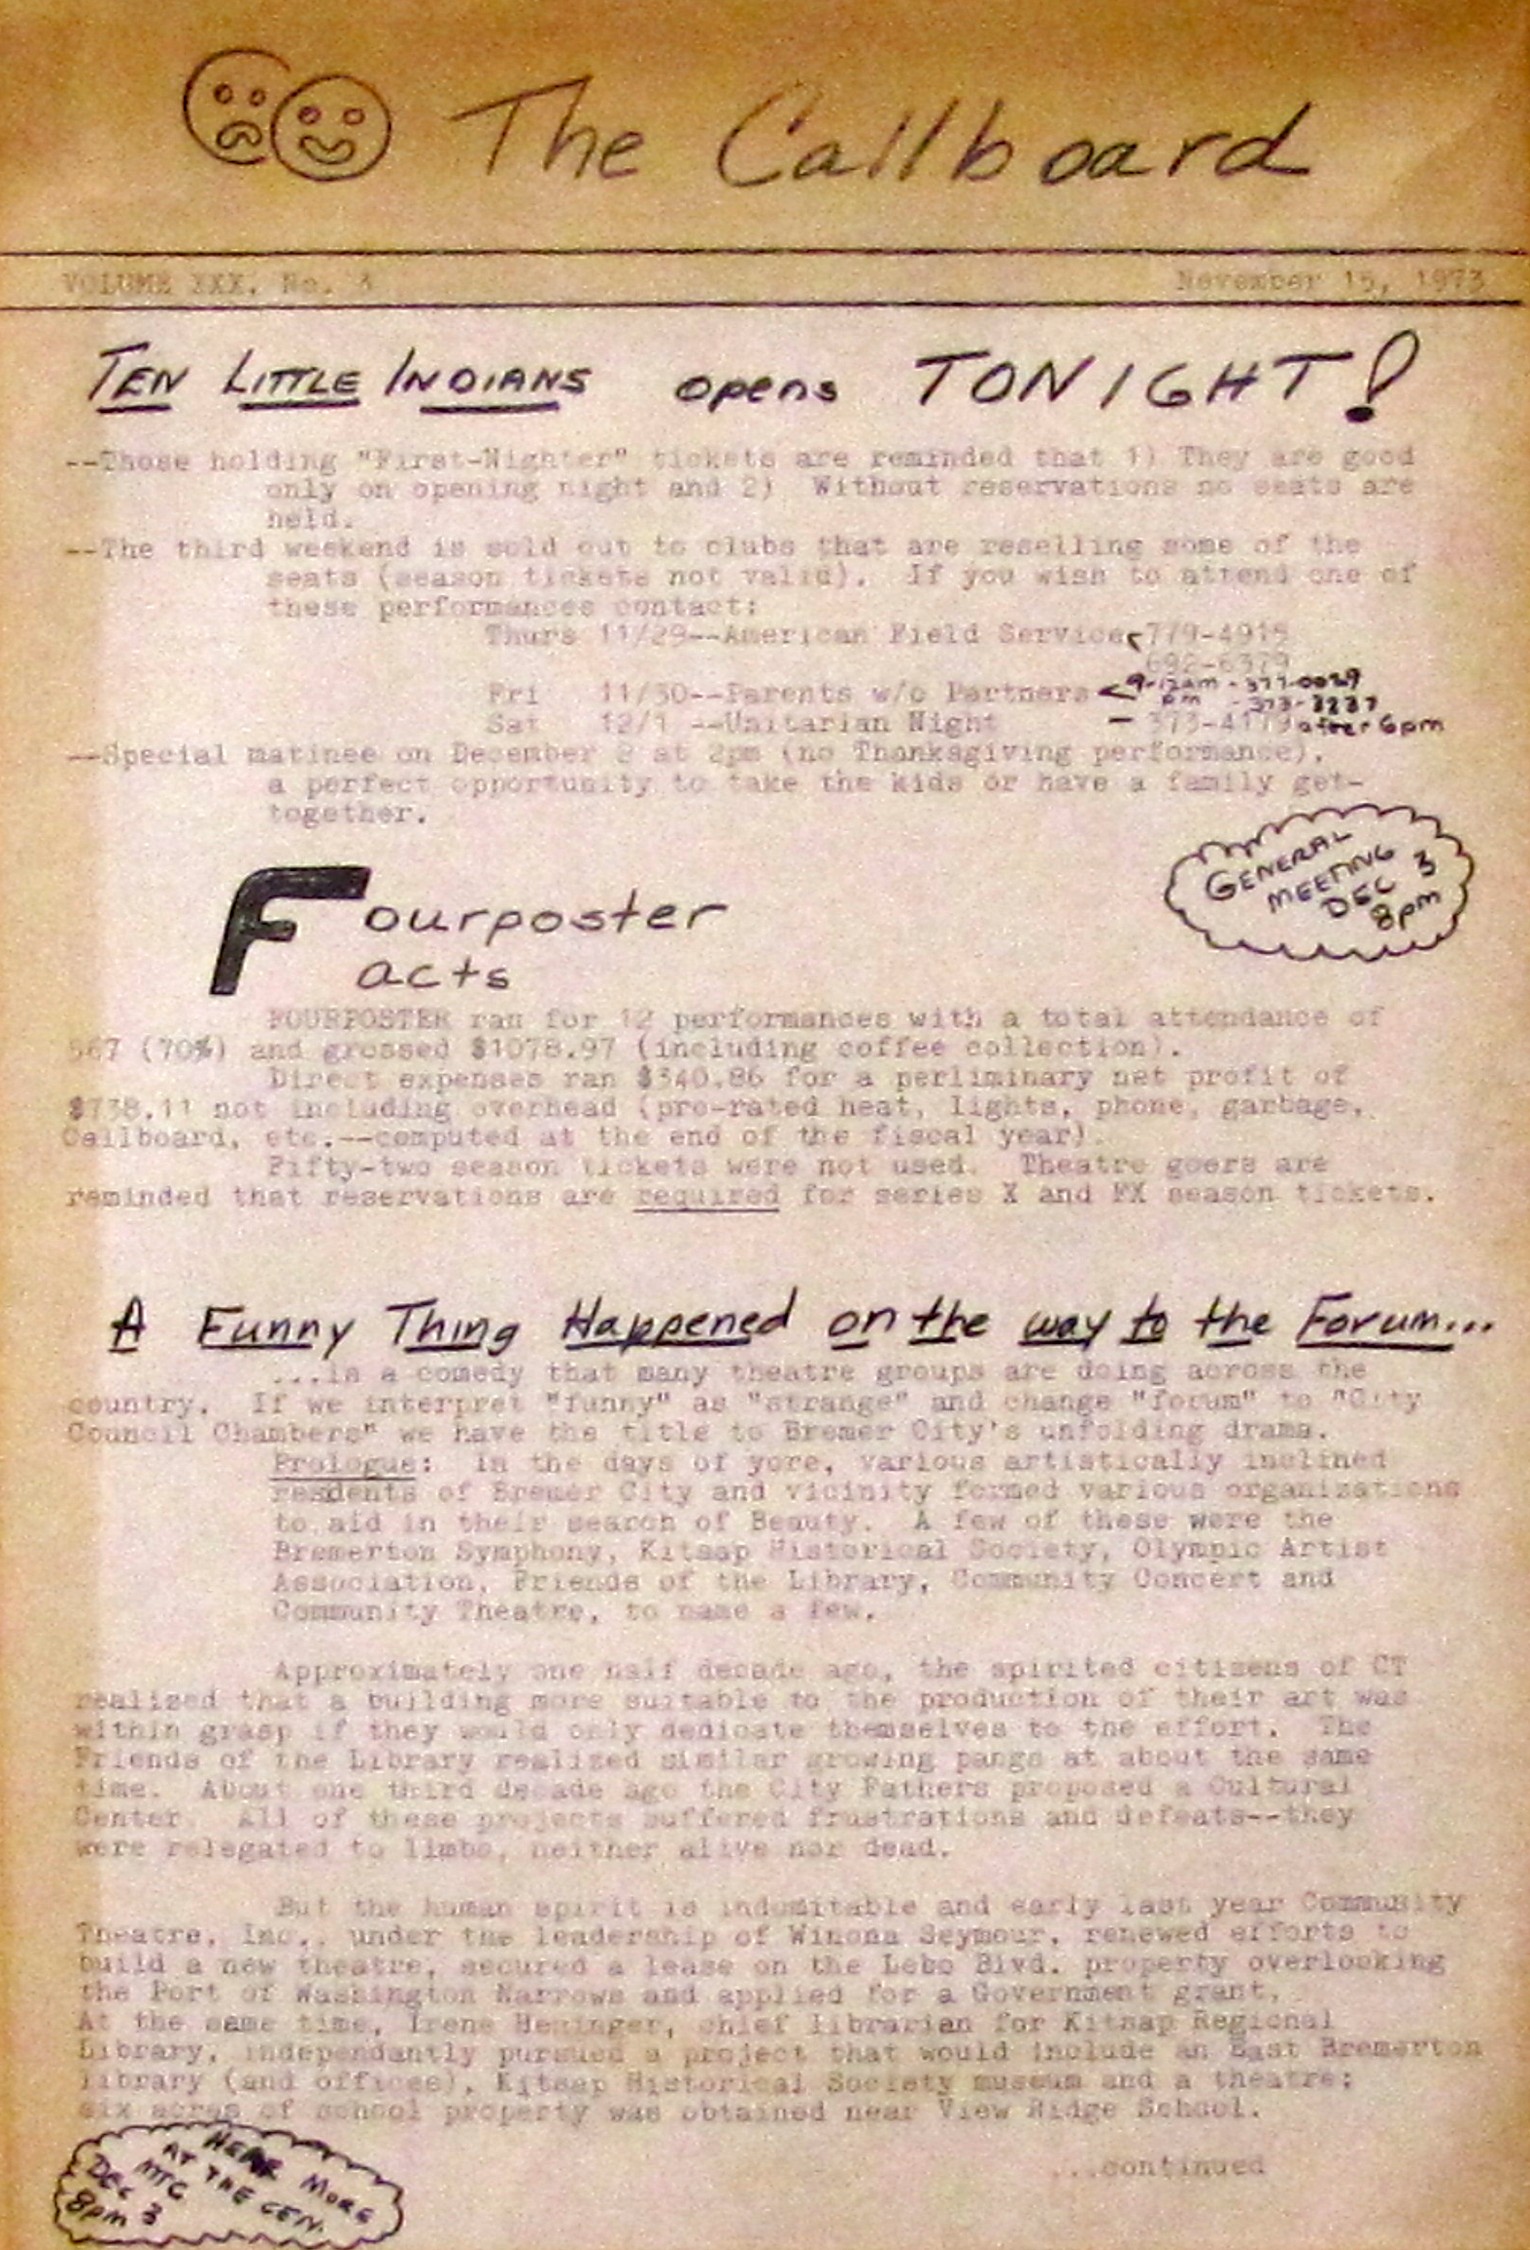 The Callboard
VOLUME XXX, No. 3
November 15, 1973
TEN LITTLE INDIANS opens TONIGHT!
--Those holding "First-Nighter" tickets are reminded that 1) They are good
only on opening night and 2) Without reservations no seats are
held.
--The third weekend is sold out to clubs that are reselling some of the
seats (season tickets not valid). If you wish to attend one of
these performances contact:
Thurs 11/29--American Field Service 779-4915
692-6379
Fri 11/30--Parents w/o Partners 9-12am - 377-0029
pm - 373-3237
Sat 12/1 --Unitarian Night - 373-4179 after 6pm
--Special matinee on December 2 at 2pm (no Thanksgiving performance),
a perfect opportunity to take the kids or have a family get-
together.
GENERAL
MEETING
DEC 3
8pm
Fourposter
acts
FOURPOSTER ran for 12 performances with a total attendance of
567 (70%) and grossed $1078.97 (including coffee collection).
Direct expenses ran $340.86 for a perliminary net profit of
$738.11 not including overhead (pro-rated heat, lights, phone, garbage,
Callboard, etc.--computed at the end of the fiscal year).
Fifty-two season tickets were not used. Theatre goers are
reminded that reservations are required for series X and FX season tickets.
A Funny Thing Happened on the way to the Forum...
...is a comedy that many theatre groups are doing across the
country. If we interpret "funny" as "strange" and change "forum" to "City
Council Chambers" we have the title to Bremer City's unfolding drama.
Prologue: in the days of yore, various artistically inclined
residents of Bremer City and vicinity formed various organizations
to aid in their search of Beauty. A few of these were the
Bremerton Symphony, Kitsap Historical Society, Olympic Artist
Association, Friends of the Library, Community Concert and
Community Theatre, to name a few.
Approximately one half decade ago, the spirited citizens of CT
realized that a building more suitable to the production of their art was
within grasp if they would only dedicate themselves to the effort. The
Friends of the Library realized similar growing pangs at about the same
time. About one third decade ago the City Fathers proposed a Cultural
Center. All of these projects suffered frustrations and defeats--they
were relegated to limbo, neither alive nor dead.
But the human spirit is indomitable and early last year Community
Theatre, Inc., under the leadership of Winona Seymour, renewed efforts to
build a new theatre, secured a lease on the Lebo Blvd. property overlooking
the Port of Washington Narrows and applied for a Government grant.
At the same time, Irene Heninger, chief librarian for Kitsap Regional
Library, independantly pursued a project that would include an East Bremerton
library (and offices), Kitsap Historical Society museum and a theatre;
six acres of school property was obtained near View Ridge School.
...continued
HEAR MORE
AT THE GEN.
MTG
DEC 3
8pm